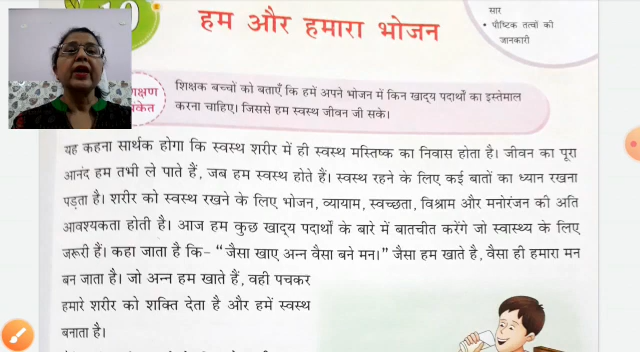 10
हम और हमारा भोजन
सार
• पौष्टिक तत्वों की
जानकारी
शिक्षक बच्चों को बताएँ कि हमें अपने भोजन में किन खाद्य पदार्थों का इस्तेमाल
करना चाहिए। जिससे हम स्वस्थ जीवन जी सकें।
यह कहना सार्थक होगा कि स्वस्थ शरीर में ही स्वस्थ मस्तिष्क का निवास होता है। जीवन का पूरा
आनंद हम तभी ले पाते हैं, जब हम स्वस्थ होते हैं। स्वस्थ रहने के लिए कई बातों का ध्यान रखना
पड़ता है। शरीर को स्वस्थ रखने के लिए भोजन, व्यायाम, स्वच्छता, विश्राम और मनोरंजन की अति
आवश्यकता होती है। आज हम कुछ खाद्य पदार्थों के बारे में बातचीत करेंगे जो स्वास्थ्य के लिए
जरूरी हैं। कहा जाता है कि- “जैसा खाए अन्न वैसा बने मन।” जैसा हम खाते है, वैसा ही हमारा मन
बन जाता है। जो अन्न हम खाते हैं, वही पचकर
हमारे शरीर को शक्ति देता है और हमें स्वस्थ
बनाता है।